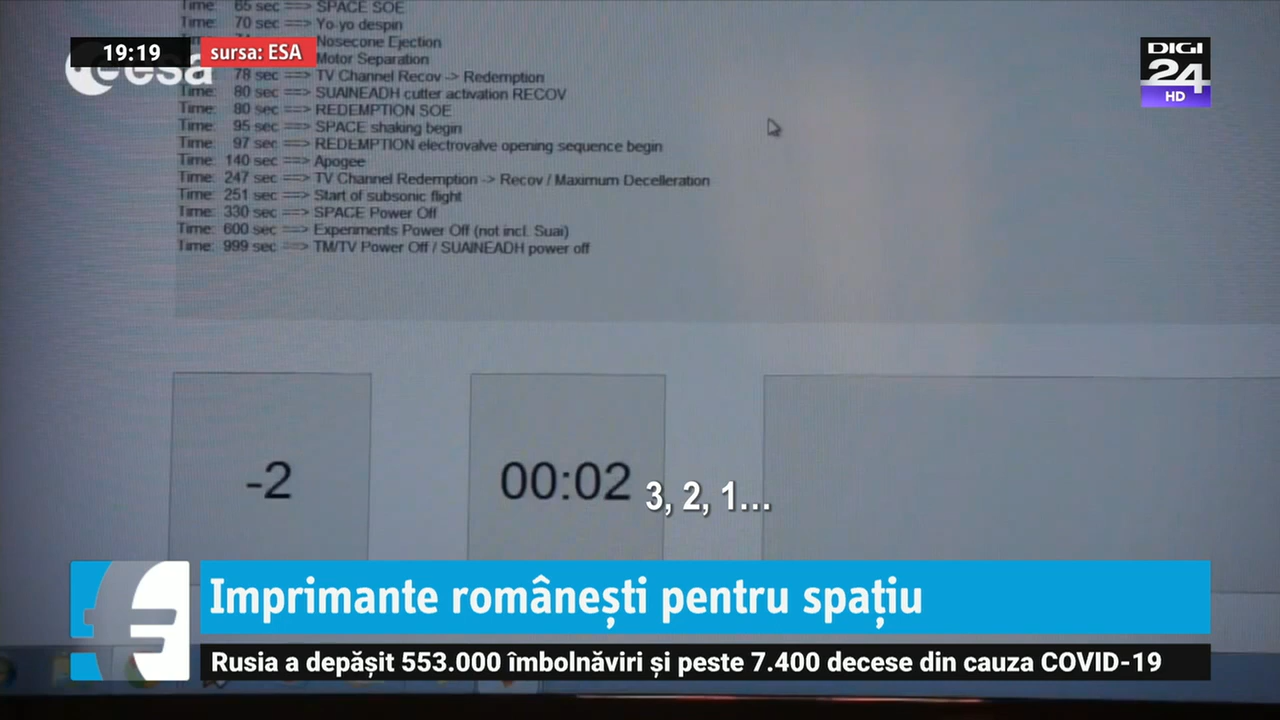 Time: 65 sec ==> SPACE SOE
Time: 70 sec ==> Yo-yo despin
Nosecone Ejection
Motor Separation
78 sec ==> TV Channel Recov -> Redemption
Time: 80 sec ==> SUAINEADH cutter activation RECOV
Time: 80 sec ==> REDEMPTION SOE
Time: 95 sec ==> SPACE shaking begin
Time: 97 sec ==> REDEMPTION electrovalve opening sequence begin
Time: 140 sec ==> Apogee
Time: 247 sec ==> TV Channel Redemption -> Recov / Maximum Decelleration
Time: 251 sec ==> Start of subsonic flight
Time: 330 sec ==> SPACE Power Off
Time: 600 sec ==> Experiments Power Off (not incl. Suai)
Time: 999 sec ==> TM/TV Power Off / SUAINEADH power off
19:19
sursa: ESA
esa
DIGI
24
HD
-2
00:02
3, 2, 1...
Imprimante românești pentru spațiu
Rusia a depășit 553.000 îmbolnăviri și peste 7.400 decese din cauza COVID-19